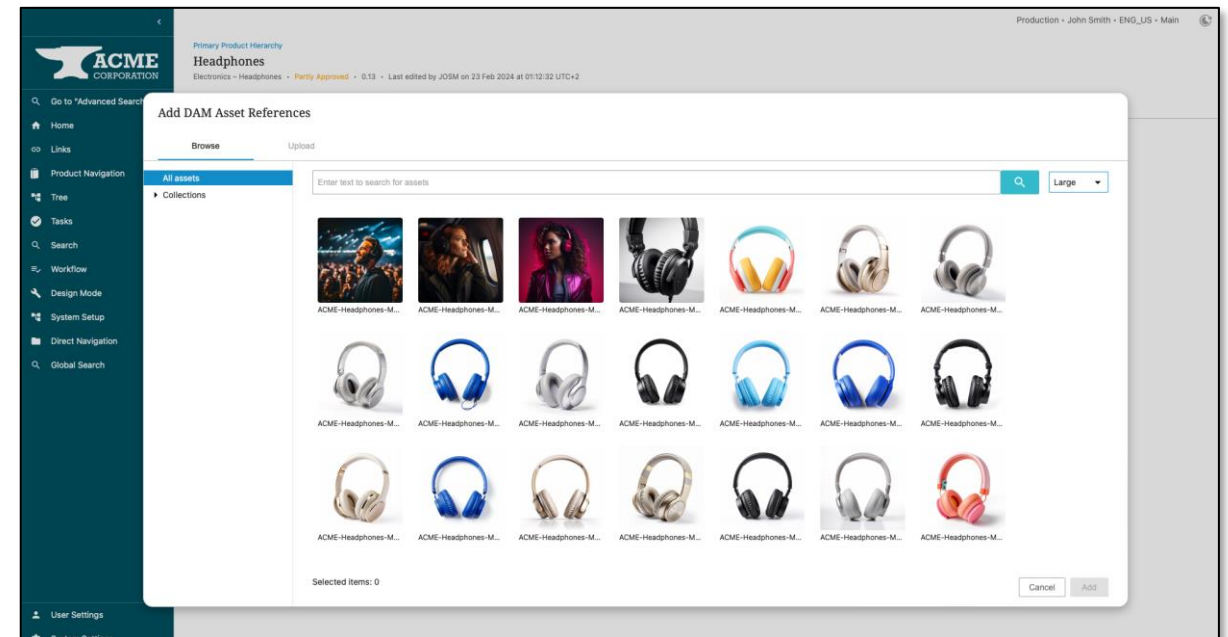 Production - John Smith - ENG_US - Main
ACME
CORPORATION
Primary Product Hierarchy
Headphones
Electronics – Headphones - Partly Approved - 0.13 - Last edited by JOSM on 23 Feb 2024 at 01:12:32 UTC+2
Go to "Advanced Search
Home
Links
Product Navigation
Tree
Tasks
Search
Workflow
Design Mode
System Setup
Direct Navigation
Global Search
User Settings
Add DAM Asset References
Browse Upload
All assets
Collections
Enter text to search for assets
Large
ACME-Headphones-M... ACME-Headphones-M... ACME-Headphones-M... ACME-Headphones-M... ACME-Headphones-M... ACME-Headphones-M... ACME-Headphones-M...
ACME-Headphones-M... ACME-Headphones-M... ACME-Headphones-M... ACME-Headphones-M... ACME-Headphones-M... ACME-Headphones-M... ACME-Headphones-M...
ACME-Headphones-M... ACME-Headphones-M... ACME-Headphones-M... ACME-Headphones-M... ACME-Headphones-M... ACME-Headphones-M... ACME-Headphones-M...
Selected items: 0
Cancel Add